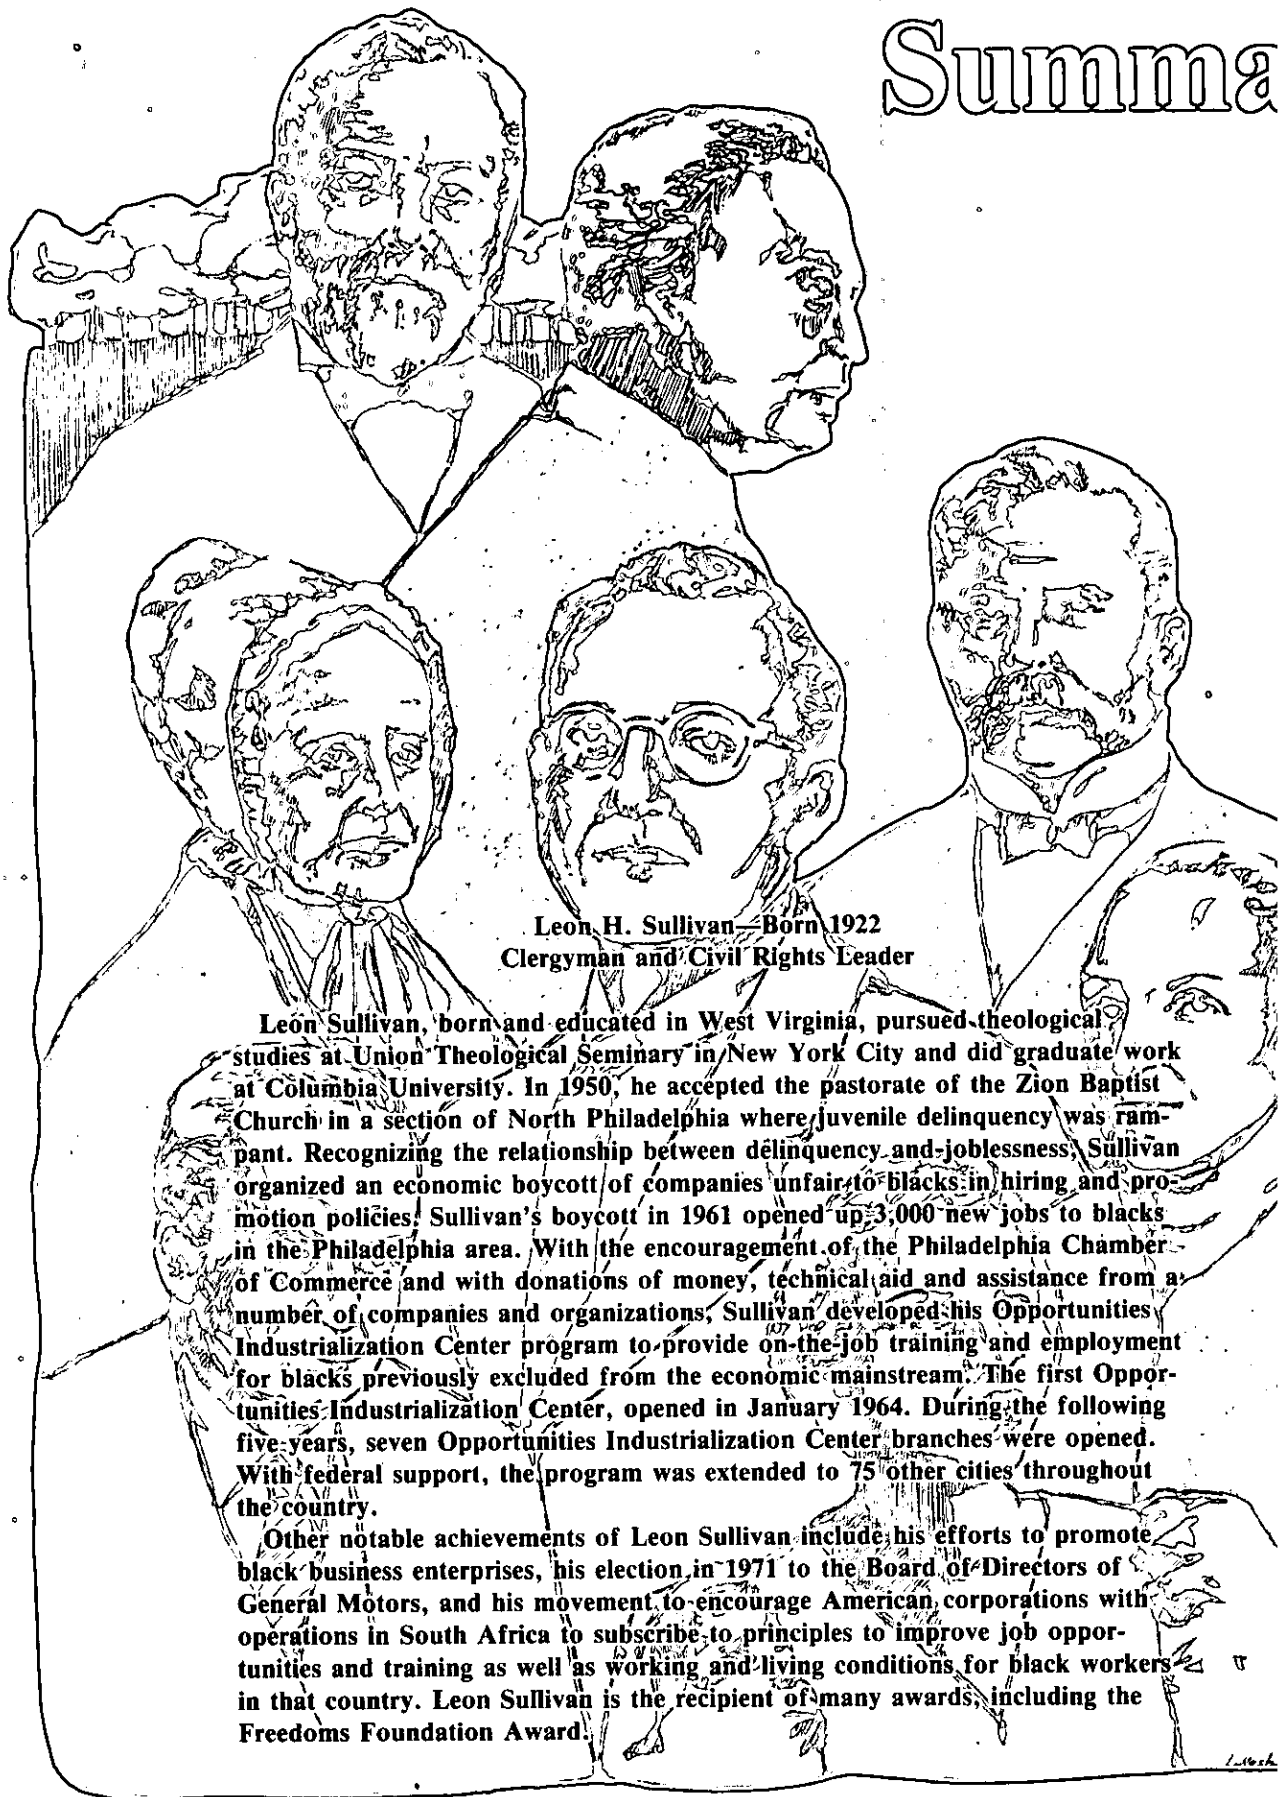 Summa
Leon H. Sullivan—Born 1922
Clergyman and Civil Rights Leader
Leon Sullivan, born and educated in West Virginia, pursued theological
studies at Union Theological Seminary in New York City and did graduate work
at Columbia University. In 1950, he accepted the pastorate of the Zion Baptist
Church in a section of North Philadelphia where juvenile delinquency was ram-
pant. Recognizing the relationship between delinquency and joblessness, Sullivan
organized an economic boycott of companies unfair to blacks in hiring and pro-
motion policies. Sullivan's boycott in 1961 opened up 3,000 new jobs to blacks
in the Philadelphia area. With the encouragement of the Philadelphia Chamber
of Commerce and with donations of money, technical aid and assistance from a
number of companies and organizations, Sullivan developed his Opportunities
Industrialization Center program to provide on-the-job training and employment
for blacks previously excluded from the economic mainstream. The first Oppor-
tunities Industrialization Center, opened in January 1964. During the following
five years, seven Opportunities Industrialization Center branches were opened.
With federal support, the program was extended to 75 other cities throughout
the country.
Other notable achievements of Leon Sullivan include his efforts to promote
black business enterprises, his election in 1971 to the Board of Directors of
General Motors, and his movement to encourage American corporations with
operations in South Africa to subscribe to principles to improve job oppor-
tunities and training as well as working and living conditions for black workers
in that country. Leon Sullivan is the recipient of many awards, including the
Freedoms Foundation Award.